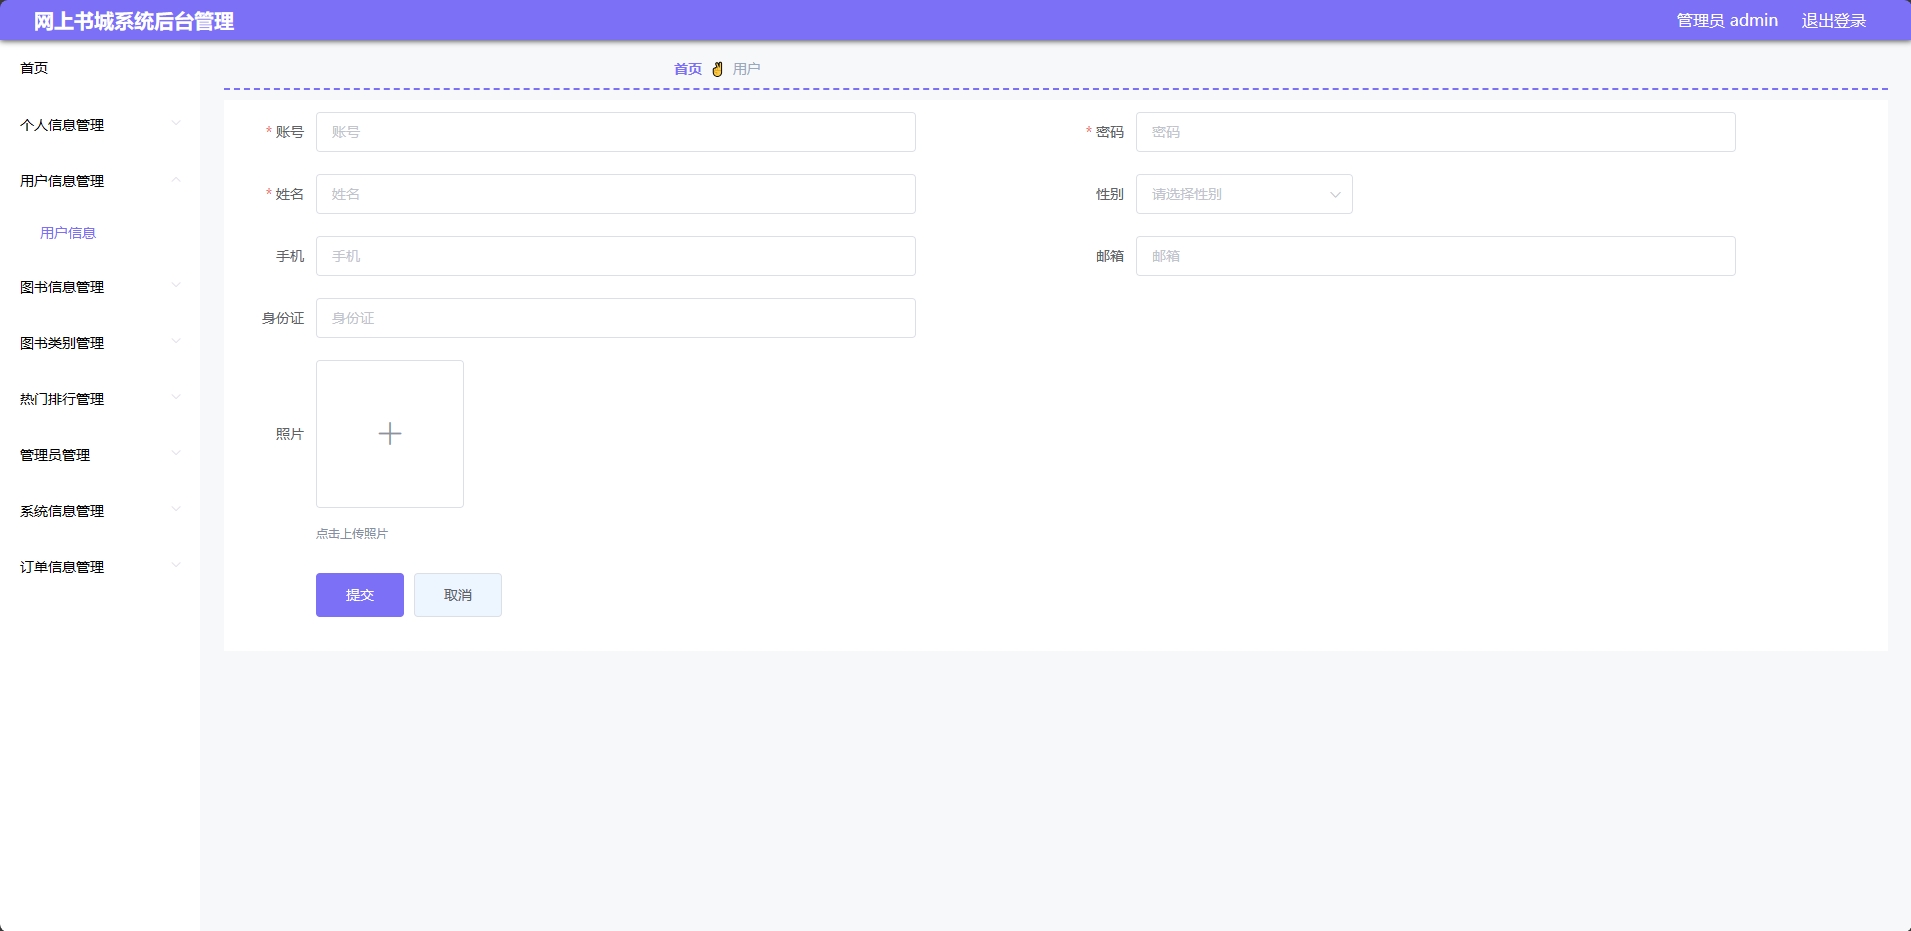 网上书城系统后台管理
管理员 admin 退出登录
首页
个人信息管理
用户信息管理
用户信息
图书信息管理
图书类别管理
热门排行管理
管理员管理
系统信息管理
订单信息管理
首页 ✌ 用户
* 账号 账号
* 密码 密码
* 姓名 姓名
性别 请选择性别
手机 手机
邮箱 邮箱
身份证 身份证
照片
点击上传照片
提交 取消